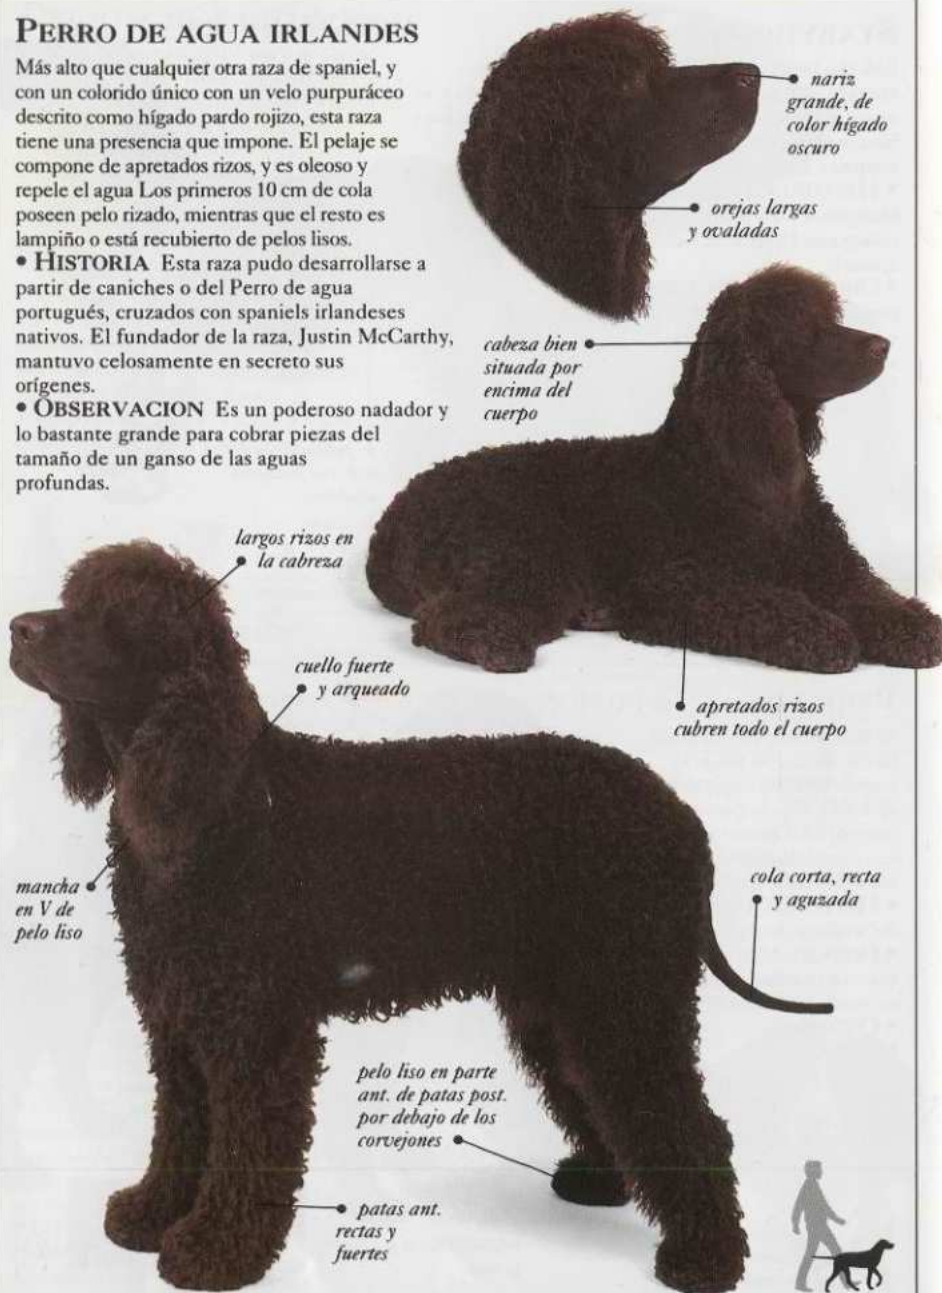 PERRO DE AGUA IRLANDES
Más alto que cualquier otra raza de spaniel, y
con un colorido único con un velo purpuráceo
descrito como hígado pardo rojizo, esta raza
tiene una presencia que impone. El pelaje se
compone de apretados rizos, y es oleoso y
repele el agua Los primeros 10 cm de cola
poseen pelo rizado, mientras que el resto es
lampiño o está recubierto de pelos lisos.
• HISTORIA Esta raza pudo desarrollarse a
partir de caniches o del Perro de agua
portugués, cruzados con spaniels irlandeses
nativos. El fundador de la raza, Justin McCarthy,
mantuvo celosamente en secreto sus
orígenes.
• OBSERVACION Es un poderoso nadador y
lo bastante grande para cobrar piezas del
tamaño de un ganso de las aguas
profundas.
nariz
grande, de
color hígado
oscuro
orejas largas
y ovaladas
cabeza bien
situada por
encima del
cuerpo
largos rizos en
la cabreza
cuello fuerte
y arqueado
apretados rizos
cubren todo el cuerpo
mancha
en V de
pelo liso
cola corta, recta
y aguzada
pelo liso en parte
ant. de patas post.
por debajo de los
corvejones
patas ant.
rectas y
fuertes